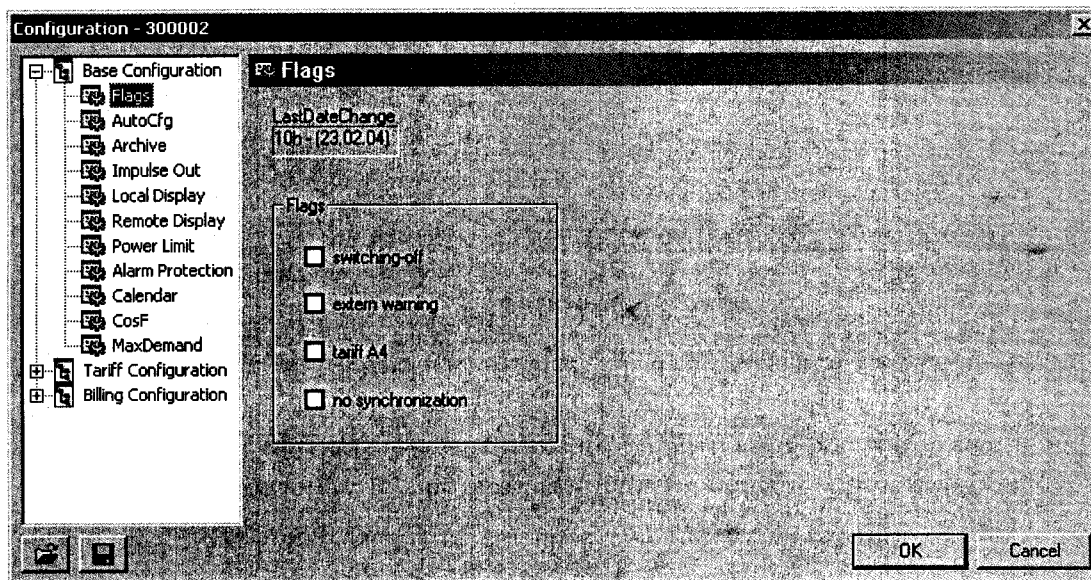 Configuration - 300002
Base Configuration
Flags
AutoCfg
Archive
Impulse Out
Local Display
Remote Display
Power Limit
Alarm Protection
Calendar
CosF
MaxDemand
Tariff Configuration
Billing Configuration
Flags
LastDateChange
10h - (23.02.04)
Flags
switching-off
extern warning
tariff A4
no synchronization
OK
Cancel